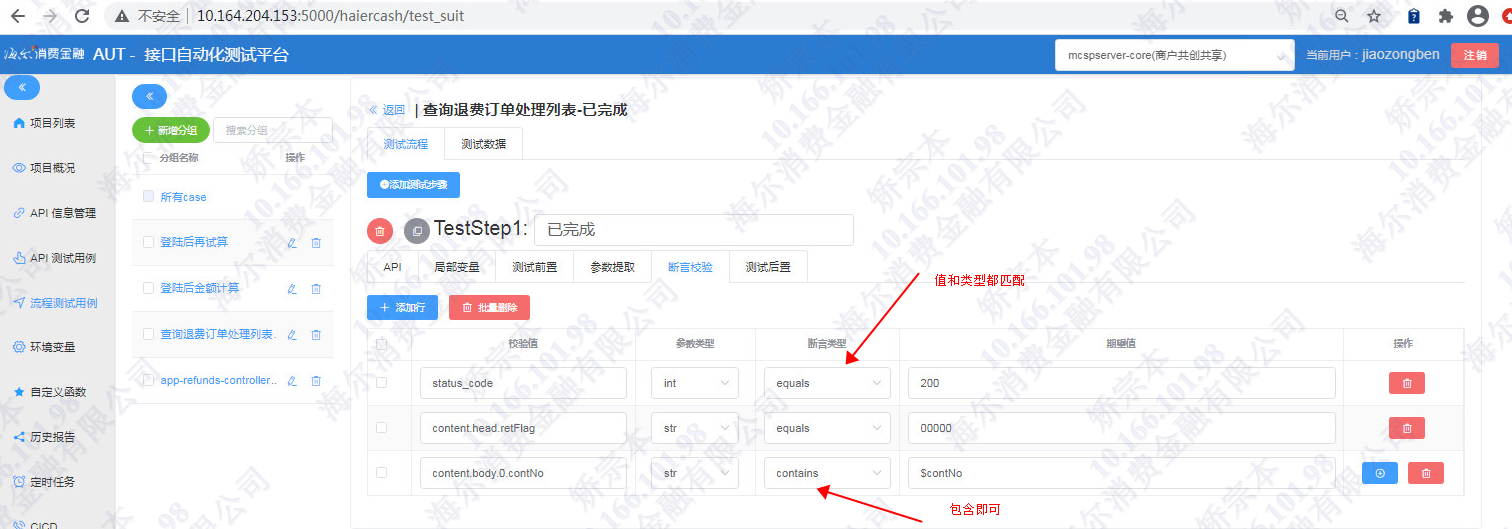 不安全 10.164.204.153:5000/haiercash/test_suit
海尔消费金融 AUT - 接口自动化测试平台 mcspserver-core(商户共创共享) 当前用户：jiaozongben 注销
项目列表
项目概况
API 信息管理
API 测试用例
流程测试用例
环境变量
自定义函数
历史报告
定时任务
CICD
新增分组 搜索分组
分组名称 操作
所有case
登陆后再试算
登陆后金额计算
查询退费订单处理列表..
app-refunds-controller..
返回 | 查询退费订单处理列表-已完成
测试流程 测试数据
添加测试步骤
TestStep1: 已完成
API 局部变量 测试前置 参数提取 断言校验 测试后置
值和类型都匹配
添加行 批量删除
校验值 参数类型 断言类型 期望值 操作
status_code int equals 200
content.head.retFlag str equals 00000
content.body.0.contNo str contains $contNo
包含即可
矫宗本
10.166.101.98
海尔消费金融有限公司